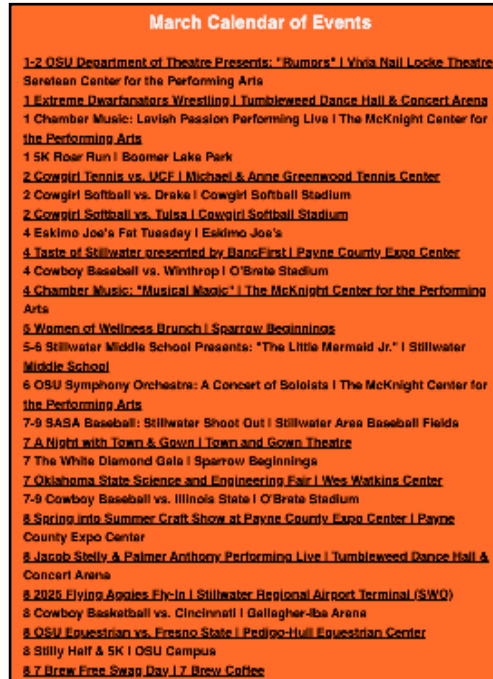 March Calendar of Events
1-2 OSU Department of Theatre Presents: "Rumors" | Vivia Nail Locke Theatre
Seretean Center for the Performing Arts
1 Extreme Dwarfanators Wrestling | Tumbleweed Dance Hall & Concert Arena
1 Chamber Music: Lavish Passion Performing Live | The McKnight Center for
the Performing Arts
1 5K Roar Run | Boomer Lake Park
2 Cowgirl Tennis vs. UCF | Michael & Anne Greenwood Tennis Center
2 Cowgirl Softball vs. Drake | Cowgirl Softball Stadium
2 Cowgirl Softball vs. Tulsa | Cowgirl Softball Stadium
4 Eskimo Joe's Fat Tuesday | Eskimo Joe's
4 Taste of Stillwater presented by BancFirst | Payne County Expo Center
4 Cowboy Baseball vs. Winthrop | O'Brate Stadium
4 Chamber Music: "Musical Magic" | The McKnight Center for the Performing
Arts
5 Women of Wellness Brunch | Sparrow Beginnings
5-6 Stillwater Middle School Presents: "The Little Mermaid Jr." | Stillwater
Middle School
6 OSU Symphony Orchestra: A Concert of Soloists | The McKnight Center for
the Performing Arts
7-9 SASA Baseball: Stillwater Shoot Out | Stillwater Area Baseball Fields
7 A Night with Town & Gown | Town and Gown Theatre
7 The White Diamond Gala | Sparrow Beginnings
7 Oklahoma State Science and Engineering Fair | Wes Watkins Center
7-9 Cowboy Baseball vs. Illinois State | O'Brate Stadium
8 Spring into Summer Craft Show at Payne County Expo Center | Payne
County Expo Center
8 Jacob Stelly & Palmer Anthony Performing Live | Tumbleweed Dance Hall &
Concert Arena
8 2025 Flying Aggies Fly-In | Stillwater Regional Airport Terminal (SWO)
8 Cowboy Basketball vs. Cincinnati | Gallagher-Iba Arena
8 OSU Equestrian vs. Fresno State | Pedigo-Hull Equestrian Center
8 Stilly Half & 5K | OSU Campus
8 7 Brew Free Swag Day | 7 Brew Coffee